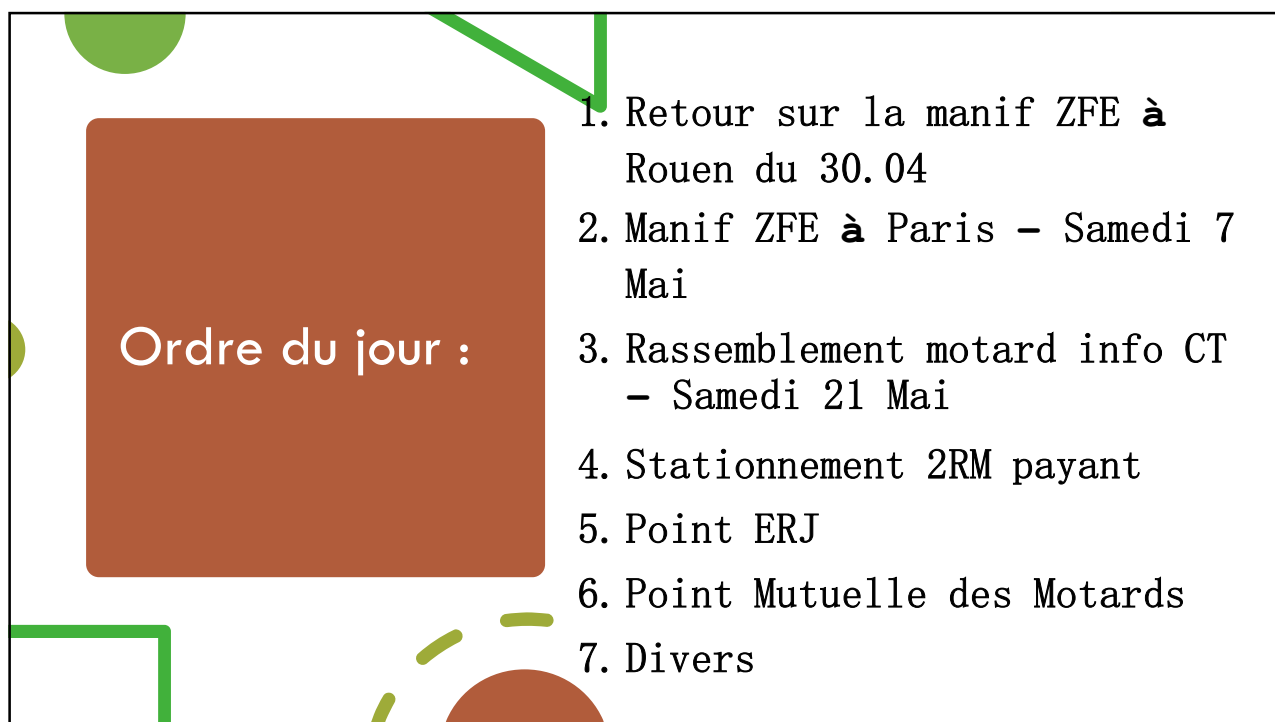 Ordre du jour :
1. Retour sur la manif ZFE à
Rouen du 30.04
2. Manif ZFE à Paris – Samedi 7
Mai
3. Rassemblement motard info CT
– Samedi 21 Mai
4. Stationnement 2RM payant
5. Point ERJ
6. Point Mutuelle des Motards
7. Divers